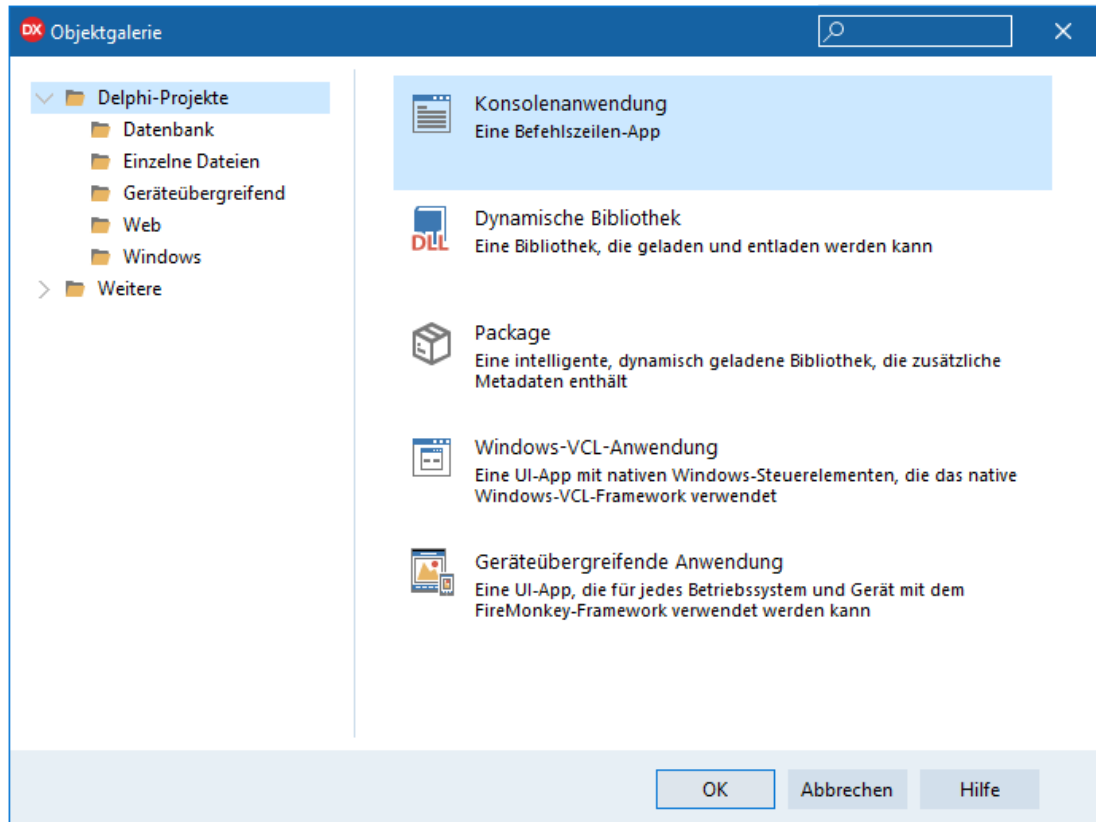 DX Objektgalerie
Delphi-Projekte
Datenbank
Einzelne Dateien
Geräteübergreifend
Web
Windows
Weitere
Konsolenanwendung
Eine Befehlszeilen-App
DLL
Dynamische Bibliothek
Eine Bibliothek, die geladen und entladen werden kann
Package
Eine intelligente, dynamisch geladene Bibliothek, die zusätzliche
Metadaten enthält
Windows-VCL-Anwendung
Eine UI-App mit nativen Windows-Steuerelementen, die das native
Windows-VCL-Framework verwendet
Geräteübergreifende Anwendung
Eine UI-App, die für jedes Betriebssystem und Gerät mit dem
FireMonkey-Framework verwendet werden kann
OK Abbrechen Hilfe